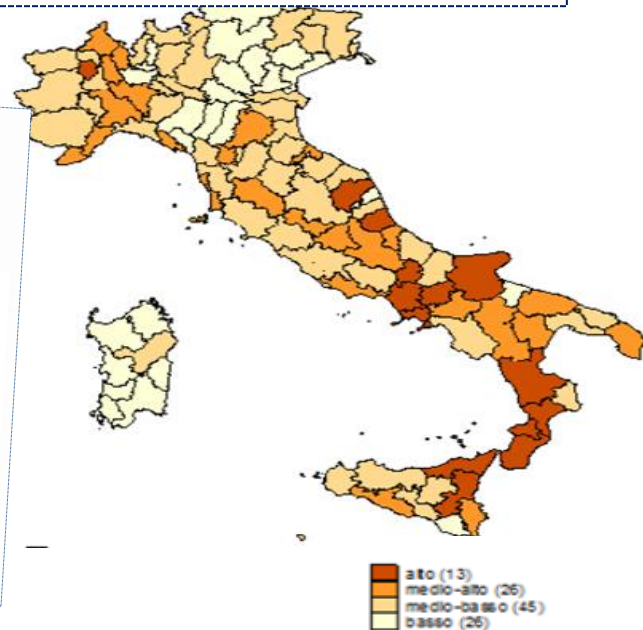 alto (13)
medio-alto (26)
medio-basso (45)
basso (26)